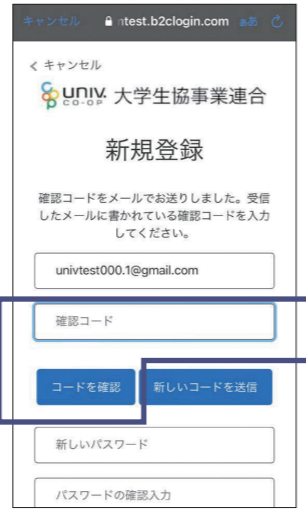 キャンセル
ntest.b2clogin.com
ぁあ
キャンセル
UNIV.
CO-OP
大学生協事業連合
新規登録
確認コードをメールでお送りしました。受信
したメールに書かれている確認コードを入力
してください。
univtest000.1@gmail.com
確認コード
コードを確認
新しいコードを送信
新しいパスワード
パスワードの確認入力